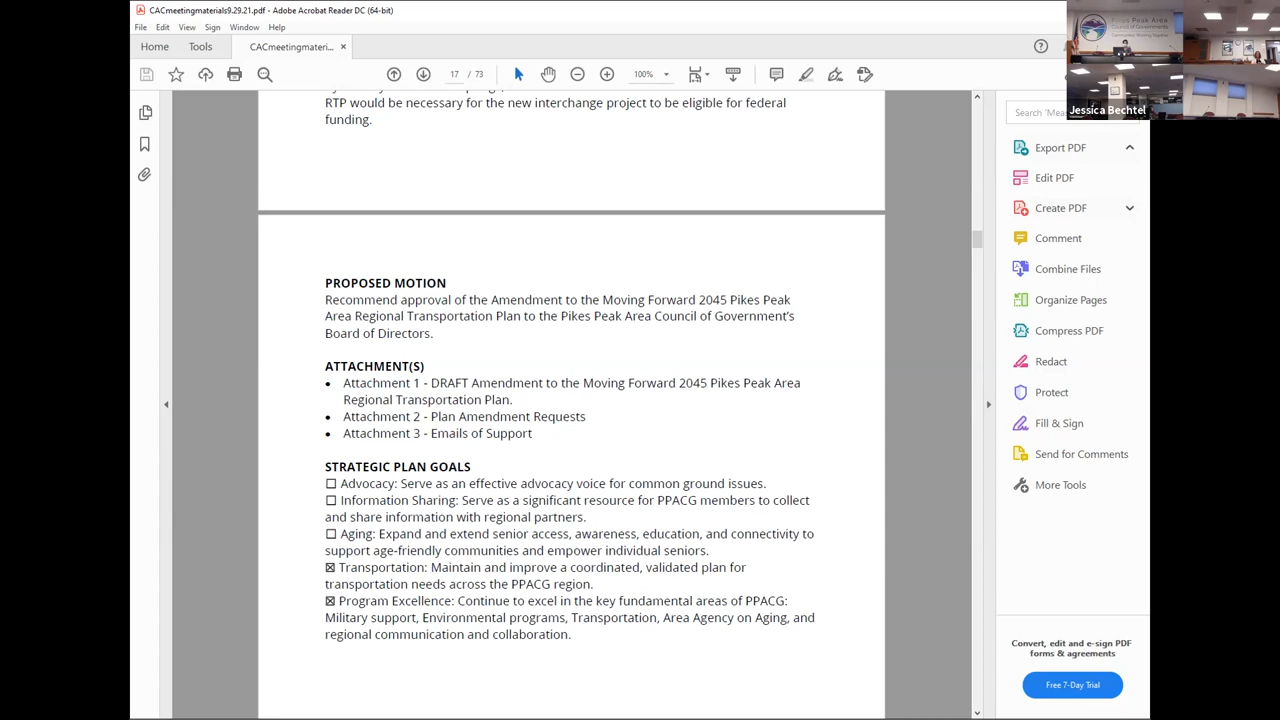 CACmeetingmaterials9.29.21.pdf - Adobe Acrobat Reader DC (64-bit)
File Edit View Sign Window Help
Home Tools CACmeetingmateri... ×
17 / 73 100%
RTP would be necessary for the new interchange project to be eligible for federal
funding.
PROPOSED MOTION
Recommend approval of the Amendment to the Moving Forward 2045 Pikes Peak
Area Regional Transportation Plan to the Pikes Peak Area Council of Government's
Board of Directors.
ATTACHMENT(S)
• Attachment 1 - DRAFT Amendment to the Moving Forward 2045 Pikes Peak Area
Regional Transportation Plan.
• Attachment 2 - Plan Amendment Requests
• Attachment 3 - Emails of Support
STRATEGIC PLAN GOALS
☐ Advocacy: Serve as an effective advocacy voice for common ground issues.
☐ Information Sharing: Serve as a significant resource for PPACG members to collect
and share information with regional partners.
☐ Aging: Expand and extend senior access, awareness, education, and connectivity to
support age-friendly communities and empower individual seniors.
☒ Transportation: Maintain and improve a coordinated, validated plan for
transportation needs across the PPACG region.
☒ Program Excellence: Continue to excel in the key fundamental areas of PPACG:
Military support, Environmental programs, Transportation, Area Agency on Aging, and
regional communication and collaboration.
Pikes Peak Area
Council of Governments
Jessica Bechtel
Search 'Mea
Export PDF
Edit PDF
Create PDF
Comment
Combine Files
Organize Pages
Compress PDF
Redact
Protect
Fill & Sign
Send for Comments
More Tools
Convert, edit and e-sign PDF
forms & agreements
Free 7-Day Trial